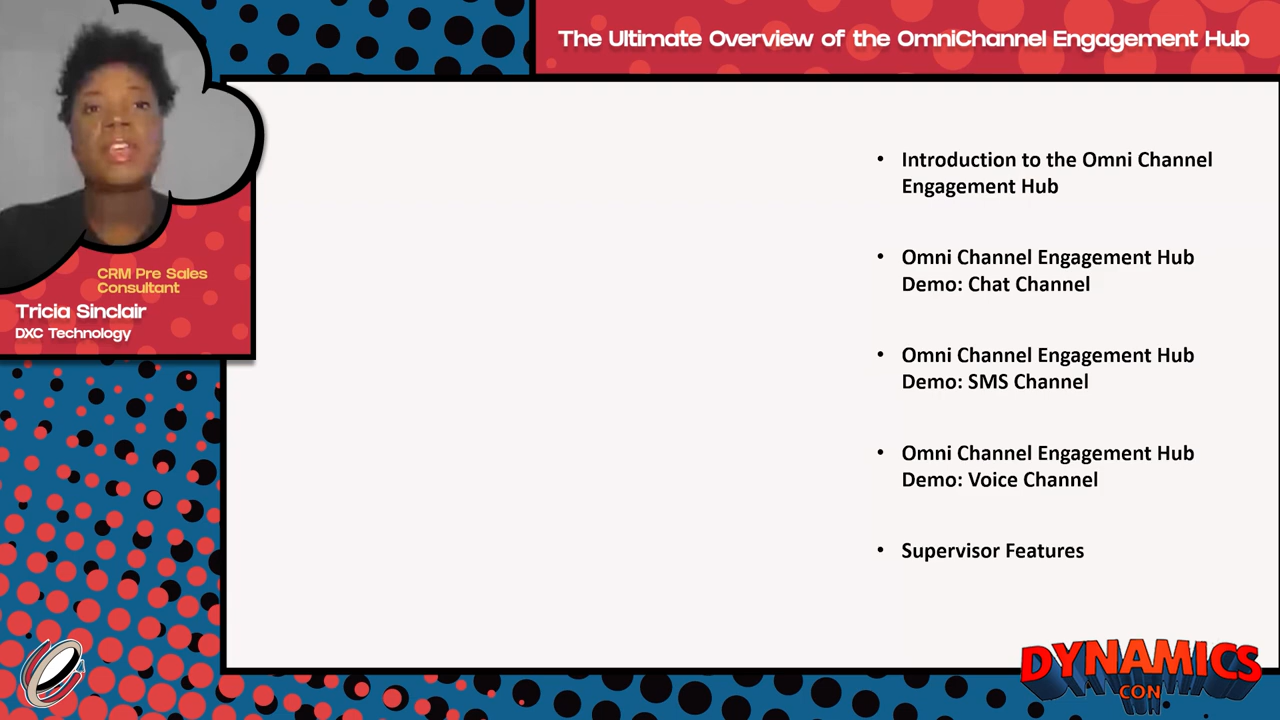 The Ultimate Overview of the OmniChannel Engagement Hub
CRM Pre Sales
Consultant
Tricia Sinclair
DXC Technology
• Introduction to the Omni Channel
Engagement Hub
• Omni Channel Engagement Hub
Demo: Chat Channel
• Omni Channel Engagement Hub
Demo: SMS Channel
• Omni Channel Engagement Hub
Demo: Voice Channel
• Supervisor Features
DYNAMICS
CON